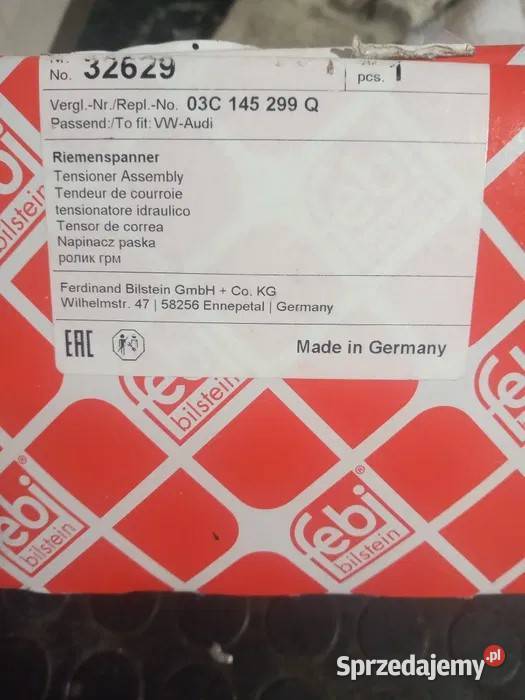 No. 32629
pcs. 1
Vergl.-Nr./Repl.-No. 03C 145 299 Q
Passend:/To fit: VW-Audi
Riemenspanner
Tensioner Assembly
Tendeur de courroie
tensionatore idraulico
Tensor de correa
Napinacz paska
ролик грм
Ferdinand Bilstein GmbH + Co. KG
Wilhelmstr. 47 | 58256 Ennepetal | Germany
EAC
Made in Germany
febi
bilstein
febi
bilstein
febi
bilstein
febi
bilstein
febi
bilstein
Sprzedajemy.pl